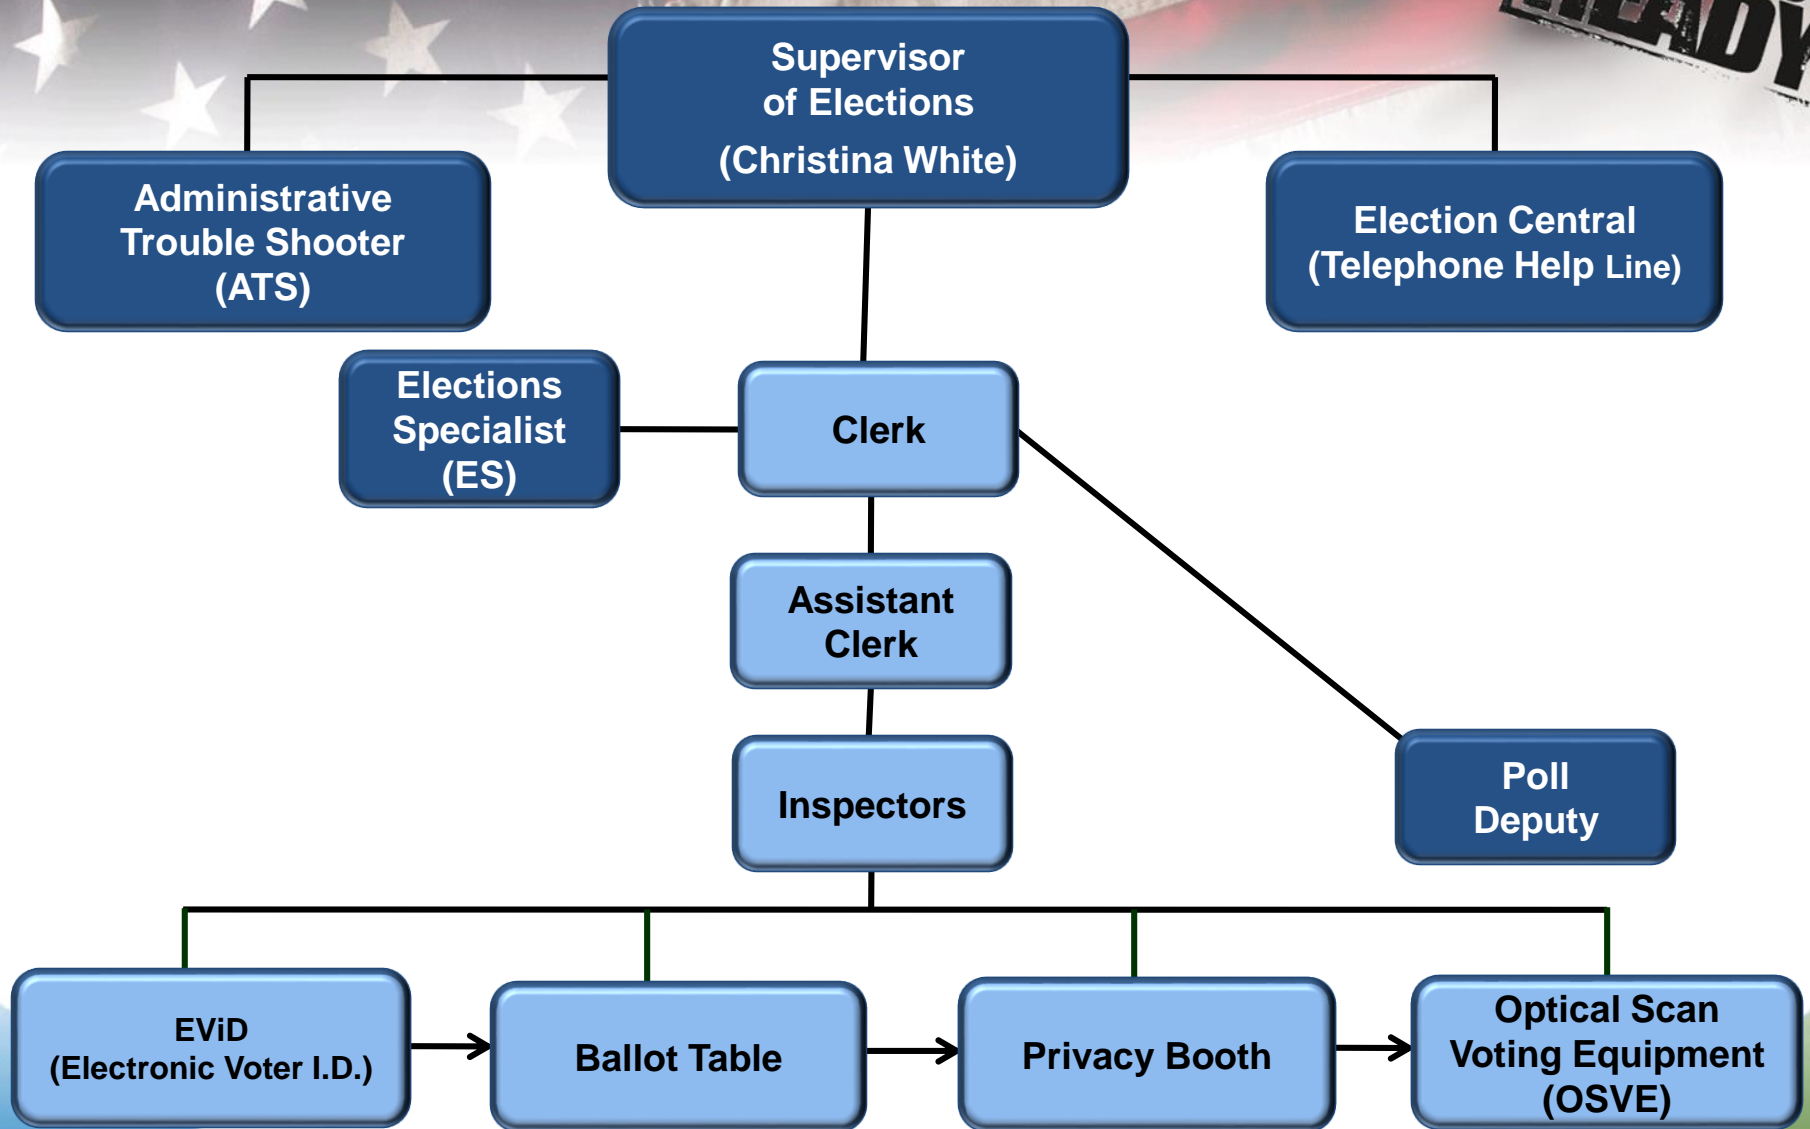 READY
Supervisor
of Elections
(Christina White)
Administrative
Trouble Shooter
(ATS)
Election Central
(Telephone Help Line)
Elections
Specialist
(ES)
Clerk
Assistant
Clerk
Inspectors
Poll
Deputy
EViD
(Electronic Voter I.D.)
Ballot Table
Privacy Booth
Optical Scan
Voting Equipment
(OSVE)